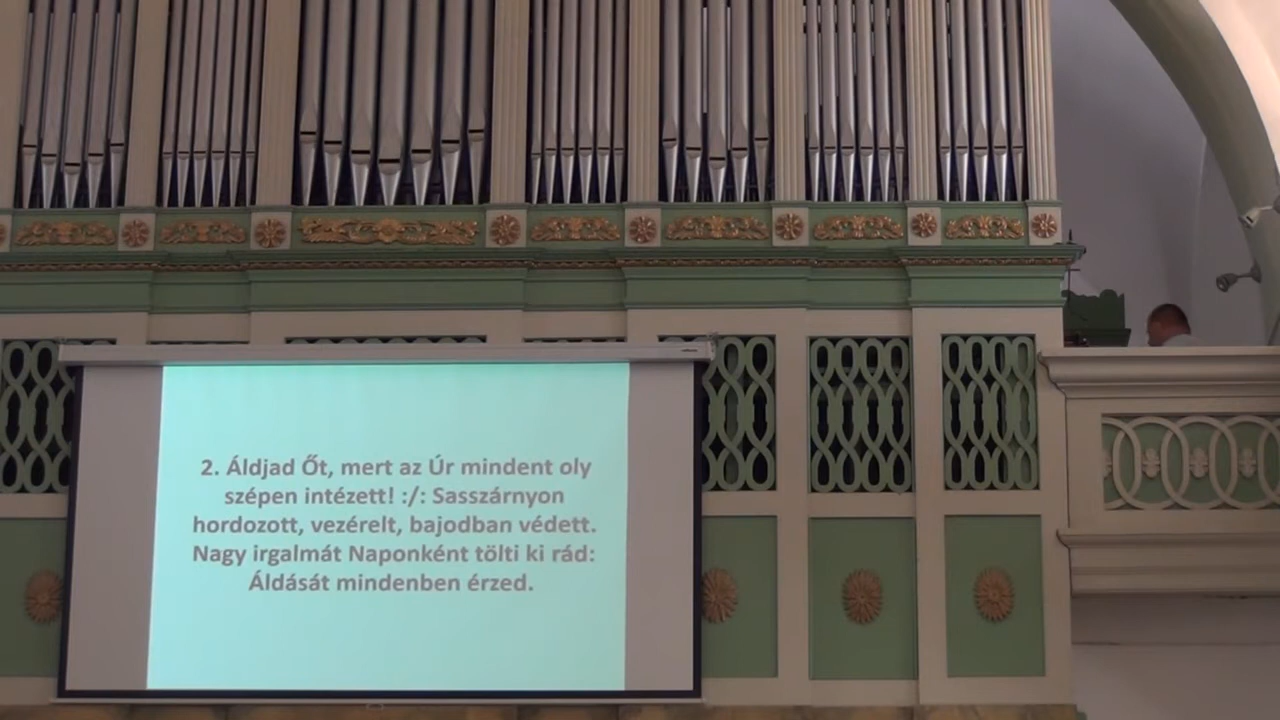 2. Áldjad Őt, mert az Úr mindent oly
szépen intézett! :/: Sasszárnyon
hordozott, vezérelt, bajodban védett.
Nagy irgalmát Naponként tölti ki rád:
Áldását mindenben érzed.